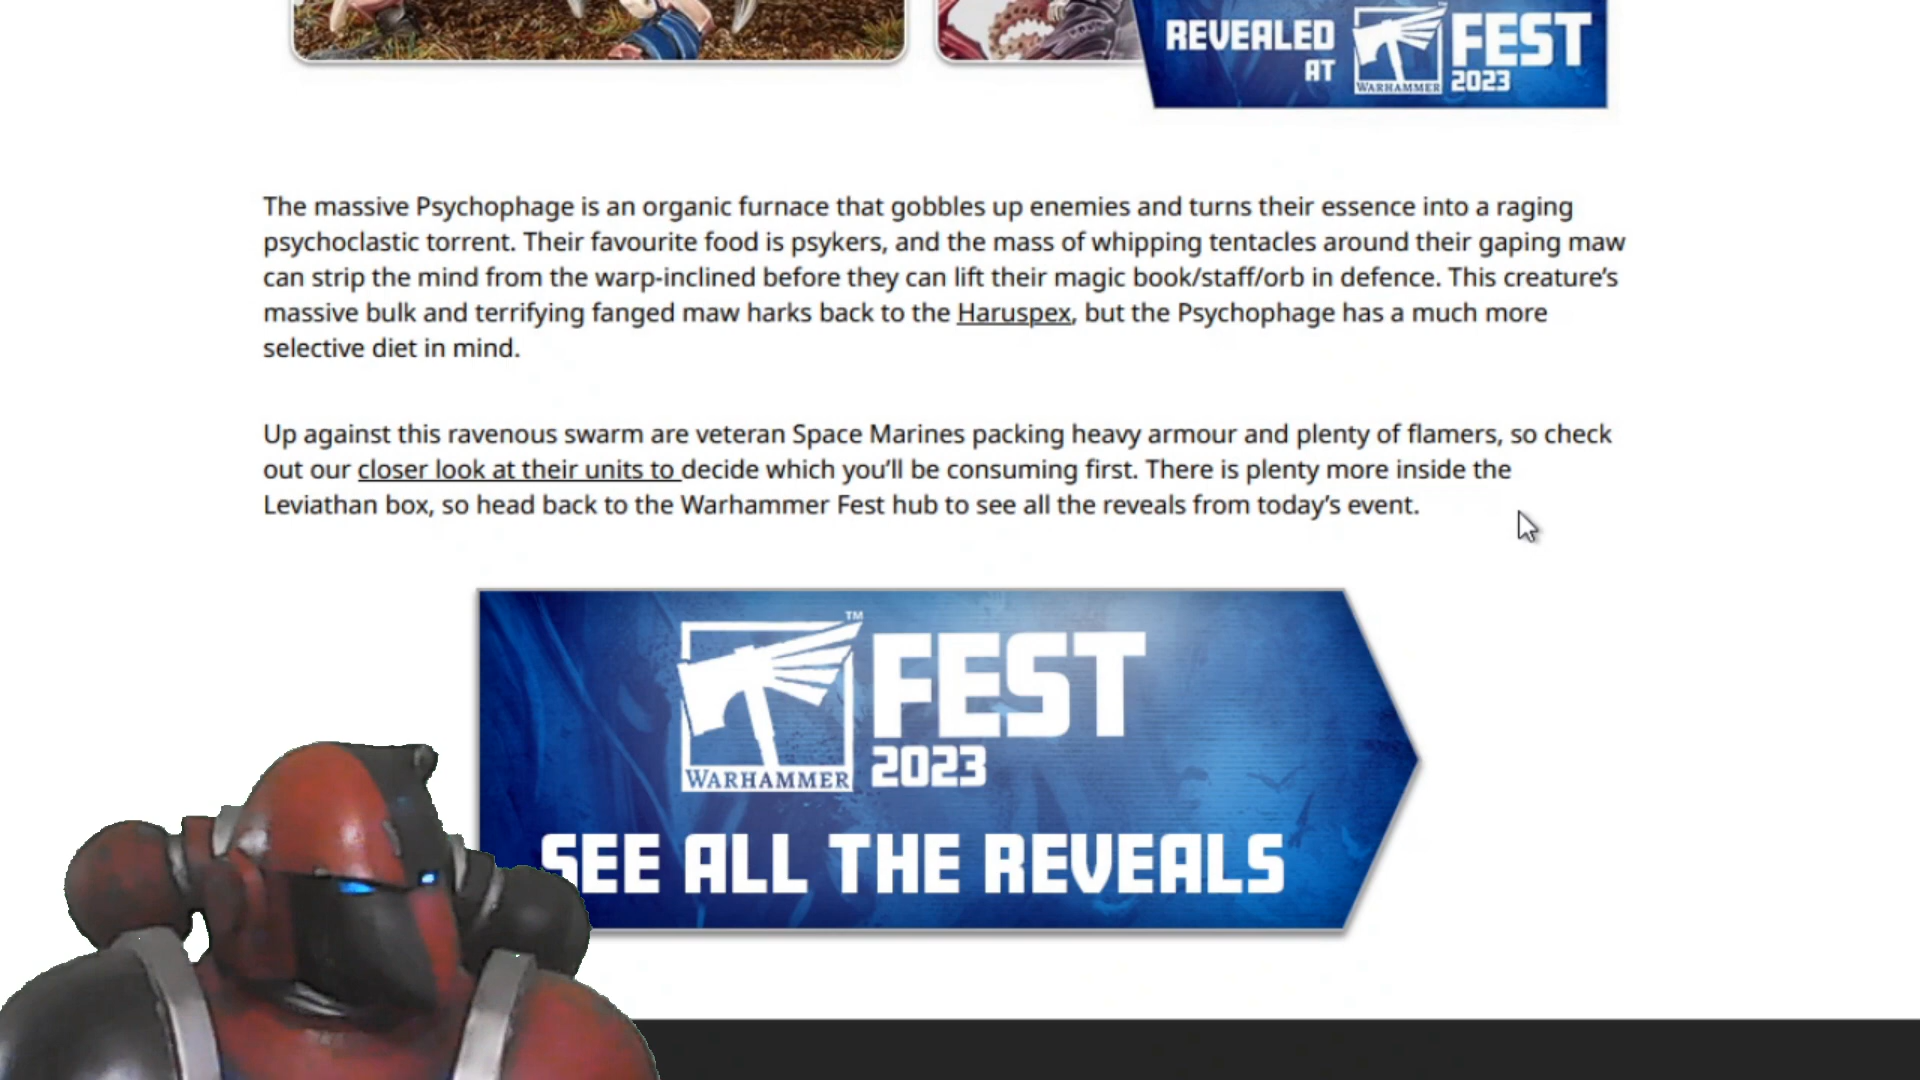 REVEALED
AT
WARHAMMER
FEST
2023
The massive Psychophage is an organic furnace that gobbles up enemies and turns their essence into a raging
psychoclastic torrent. Their favourite food is psykers, and the mass of whipping tentacles around their gaping maw
can strip the mind from the warp-inclined before they can lift their magic book/staff/orb in defence. This creature’s
massive bulk and terrifying fanged maw harks back to the Haruspex, but the Psychophage has a much more
selective diet in mind.
Up against this ravenous swarm are veteran Space Marines packing heavy armour and plenty of flamers, so check
out our closer look at their units to decide which you’ll be consuming first. There is plenty more inside the
Leviathan box, so head back to the Warhammer Fest hub to see all the reveals from today’s event.
™
WARHAMMER
FEST
2023
SEE ALL THE REVEALS